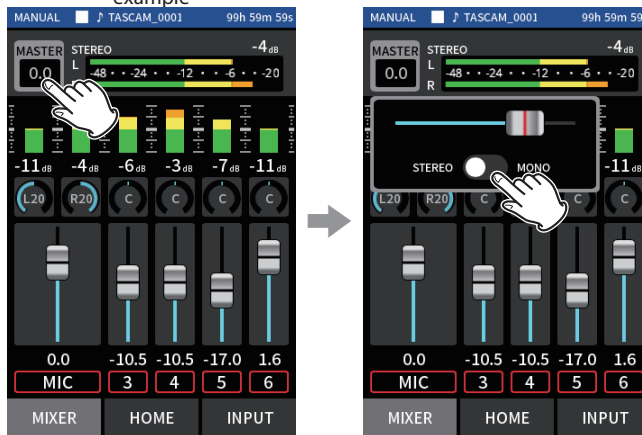 example
MANUAL ♪ TASCAM_0001 99h 59m 59s
MASTER STEREO -4dB
0.0 L -48 · · -24 · · -12 · · -6 · · -20
-11dB -4dB -6dB -3dB -7dB -11dB
L20 R20 C C C C
0.0 -10.5 -10.5 -17.0 1.6
MIC 3 4 5 6
MIXER HOME INPUT
MANUAL ♪ TASCAM_0001 99h 59m 59
MASTER STEREO -4dB
0.0 L -48 · · -24 · · -12 · · -6 · · -20
R
STEREO MONO
-11dB
L20 R20 C C C
0.0 -10.5 -10.5 -17.0 1.6
MIC 3 4 5 6
MIXER HOME INPUT